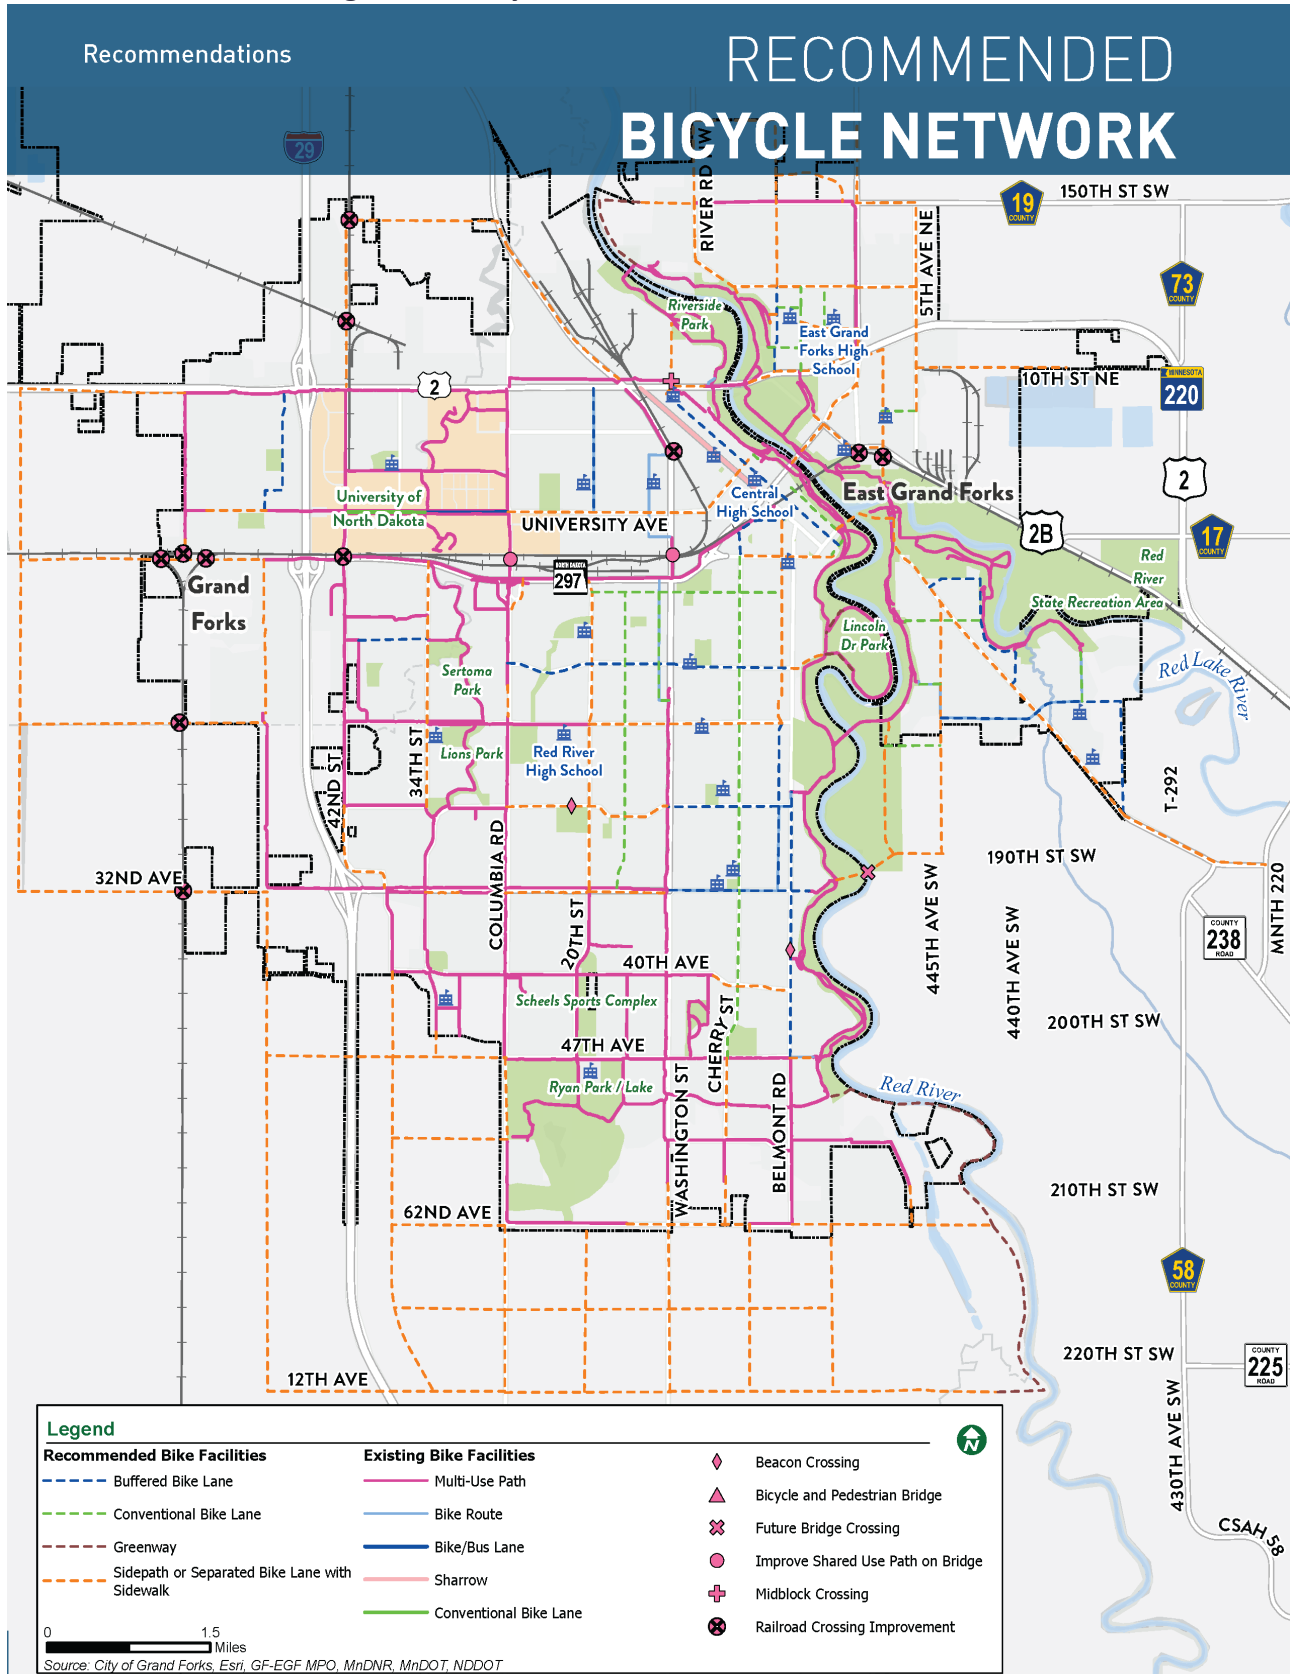 Recommendations
RECOMMENDED
BICYCLE NETWORK
29
RIVER RD NW
19
COUNTY
150TH ST SW
5TH AVE NE
73
COUNTY
Riverside
Park
East Grand
Forks High
School
2
10TH ST NE
MINNESOTA
220
2
University of
North Dakota
Central
High School
East Grand Forks
UNIVERSITY AVE
2B
17
COUNTY
Grand
Forks
NORTH DAKOTA
297
Red
River
State Recreation Area
Lincoln
Dr Park
Sertoma
Park
Red Lake River
34TH ST
Lions Park
Red River
High School
42ND ST
T-292
COLUMBIA RD
190TH ST SW
32ND AVE
445TH AVE SW
MNTH 220
20TH ST
440TH AVE SW
COUNTY
238
ROAD
40TH AVE
Scheels Sports Complex
CHERRY ST
200TH ST SW
47TH AVE
Ryan Park / Lake
WASHINGTON ST
BELMONT RD
Red River
210TH ST SW
62ND AVE
58
COUNTY
220TH ST SW
COUNTY
225
ROAD
12TH AVE
430TH AVE SW
CSAH 58
Legend
N
Recommended Bike Facilities
Buffered Bike Lane
Conventional Bike Lane
Greenway
Sidepath or Separated Bike Lane with
Sidewalk
Existing Bike Facilities
Multi-Use Path
Bike Route
Bike/Bus Lane
Sharrow
Conventional Bike Lane
Beacon Crossing
Bicycle and Pedestrian Bridge
Future Bridge Crossing
Improve Shared Use Path on Bridge
Midblock Crossing
Railroad Crossing Improvement
0 1.5
Miles
Source: City of Grand Forks, Esri, GF-EGF MPO, MnDNR, MnDOT, NDDOT